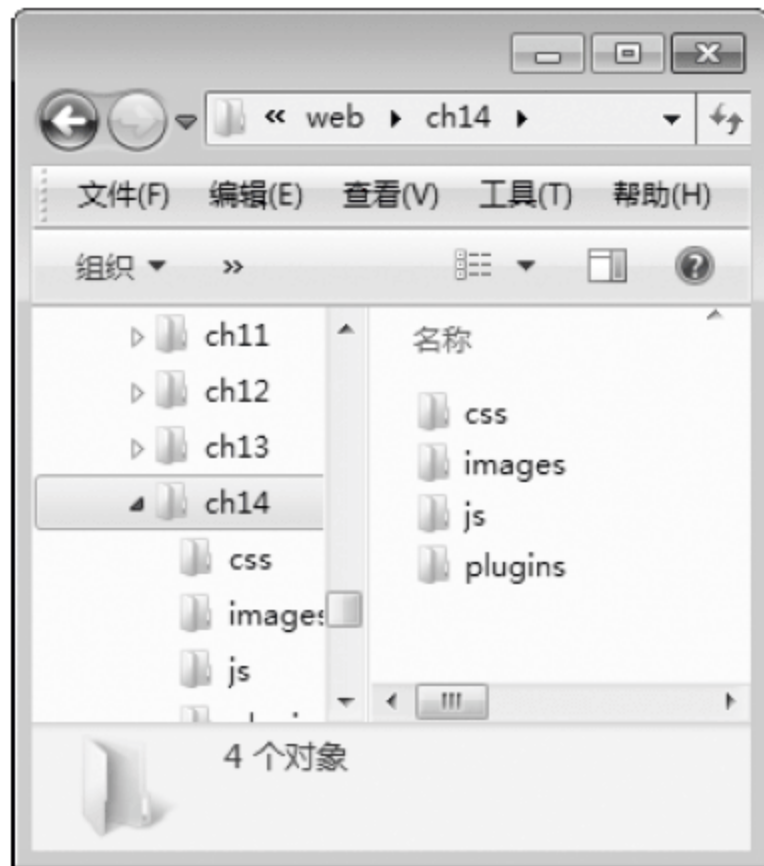 « web ▸ ch14 ▸
文件(F) 编辑(E) 查看(V) 工具(T) 帮助(H)
组织 »
ch11
ch12
ch13
ch14
css
images
js
名称
css
images
js
plugins
4 个对象